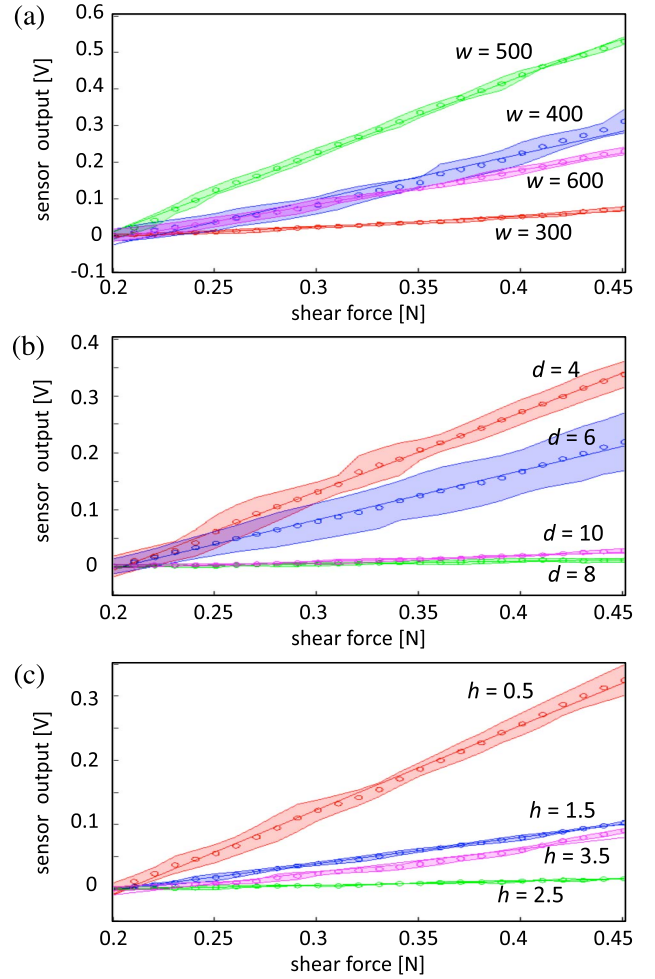 (a)
0.6
0.5
0.4
0.3
0.2
0.1
0
-0.1
sensor output [V]
w = 500
w = 400
w = 600
w = 300
0.2 0.25 0.3 0.35 0.4 0.45
shear force [N]
(b)
0.4
0.3
0.2
0.1
0
sensor output [V]
d = 4
d = 6
d = 10
d = 8
0.2 0.25 0.3 0.35 0.4 0.45
shear force [N]
(c)
0.3
0.2
0.1
0
sensor output [V]
h = 0.5
h = 1.5
h = 3.5
h = 2.5
0.2 0.25 0.3 0.35 0.4 0.45
shear force [N]